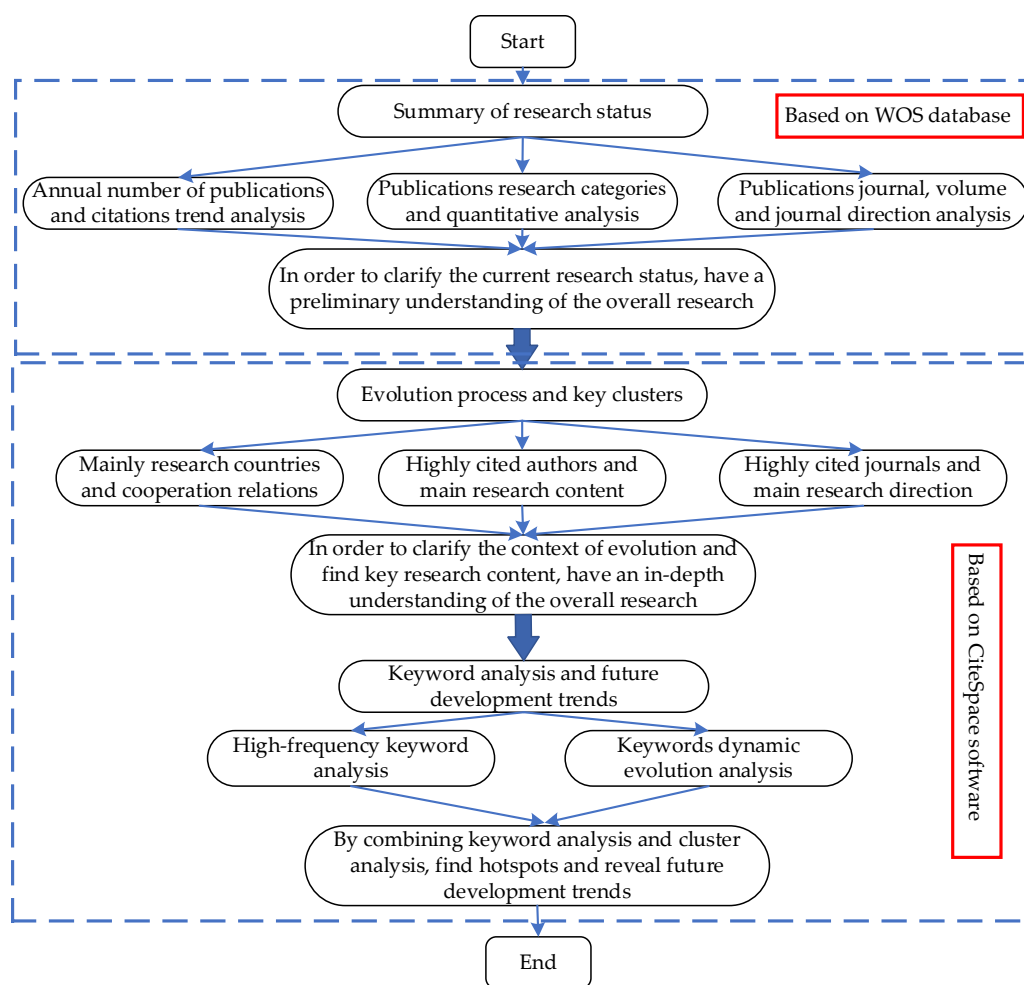 Start
Summary of research status
Based on WOS database
Annual number of publications
and citations trend analysis
Publications research categories
and quantitative analysis
Publications journal, volume
and journal direction analysis
In order to clarify the current research status, have a
preliminary understanding of the overall research
Evolution process and key clusters
Mainly research countries
and cooperation relations
Highly cited authors and
main research content
Highly cited journals and
main research direction
In order to clarify the context of evolution and
find key research content, have an in-depth
understanding of the overall research
Based on CiteSpace software
Keyword analysis and future
development trends
High-frequency keyword
analysis
Keywords dynamic
evolution analysis
By combining keyword analysis and cluster
analysis, find hotspots and reveal future
development trends
End